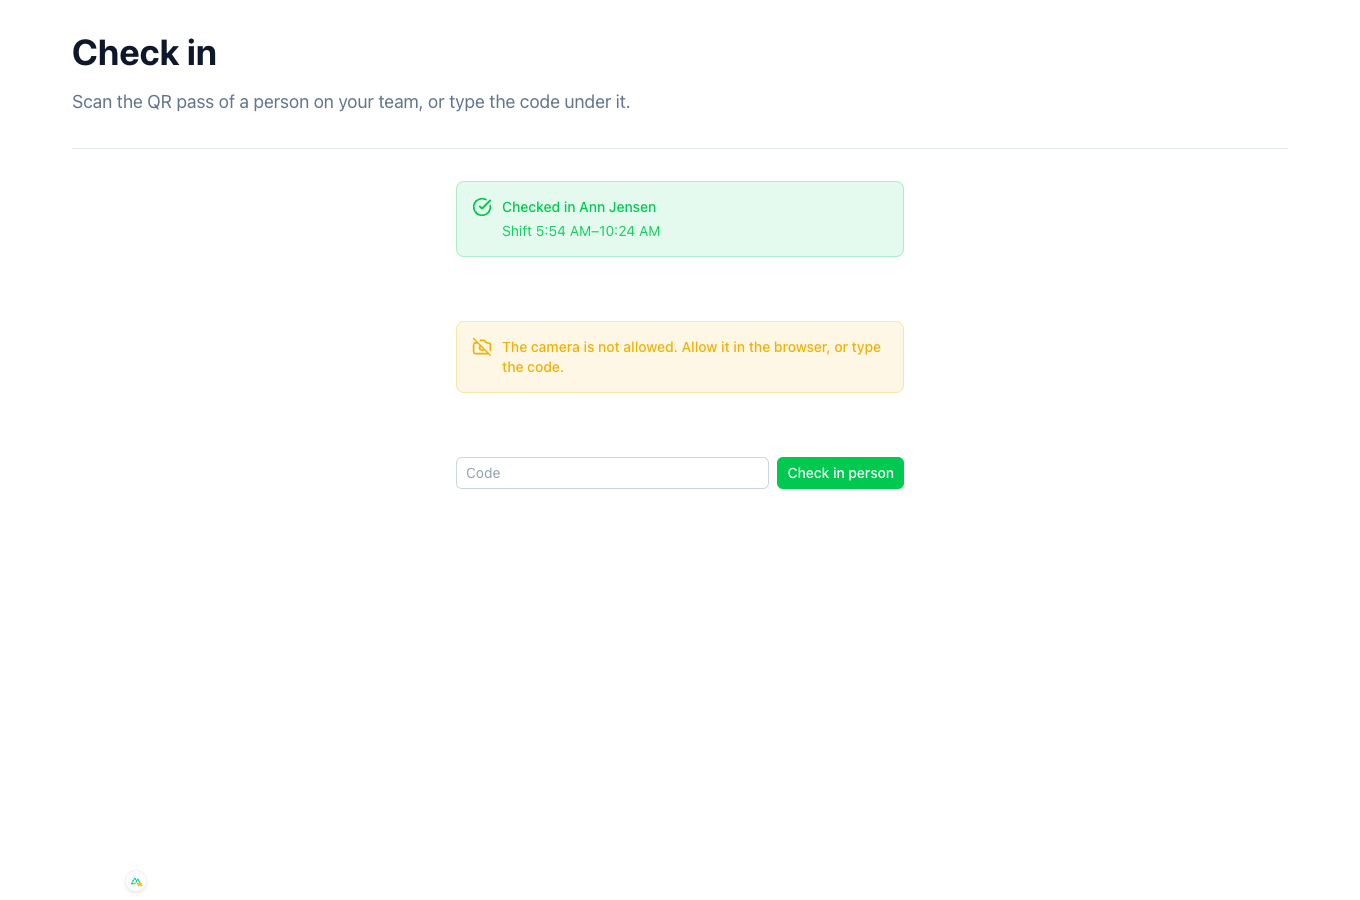 Check in
Scan the QR pass of a person on your team, or type the code under it.
Checked in Ann Jensen
Shift 5:54 AM–10:24 AM
The camera is not allowed. Allow it in the browser, or type
the code.
Code
Check in person